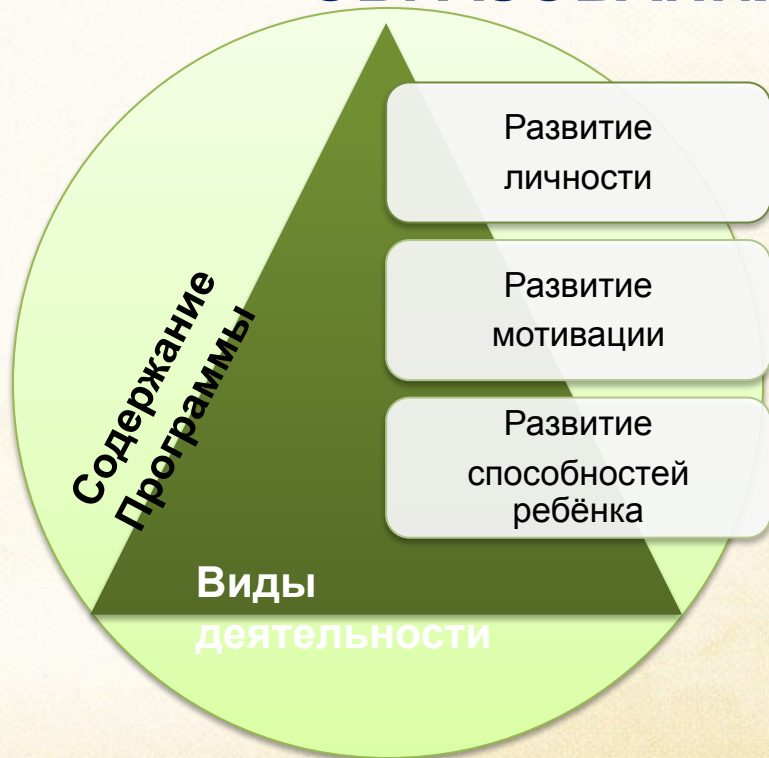 Развитие
личности
Развитие
мотивации
Развитие
способностей
ребёнка
Содержание
Программы
Виды
деятельности